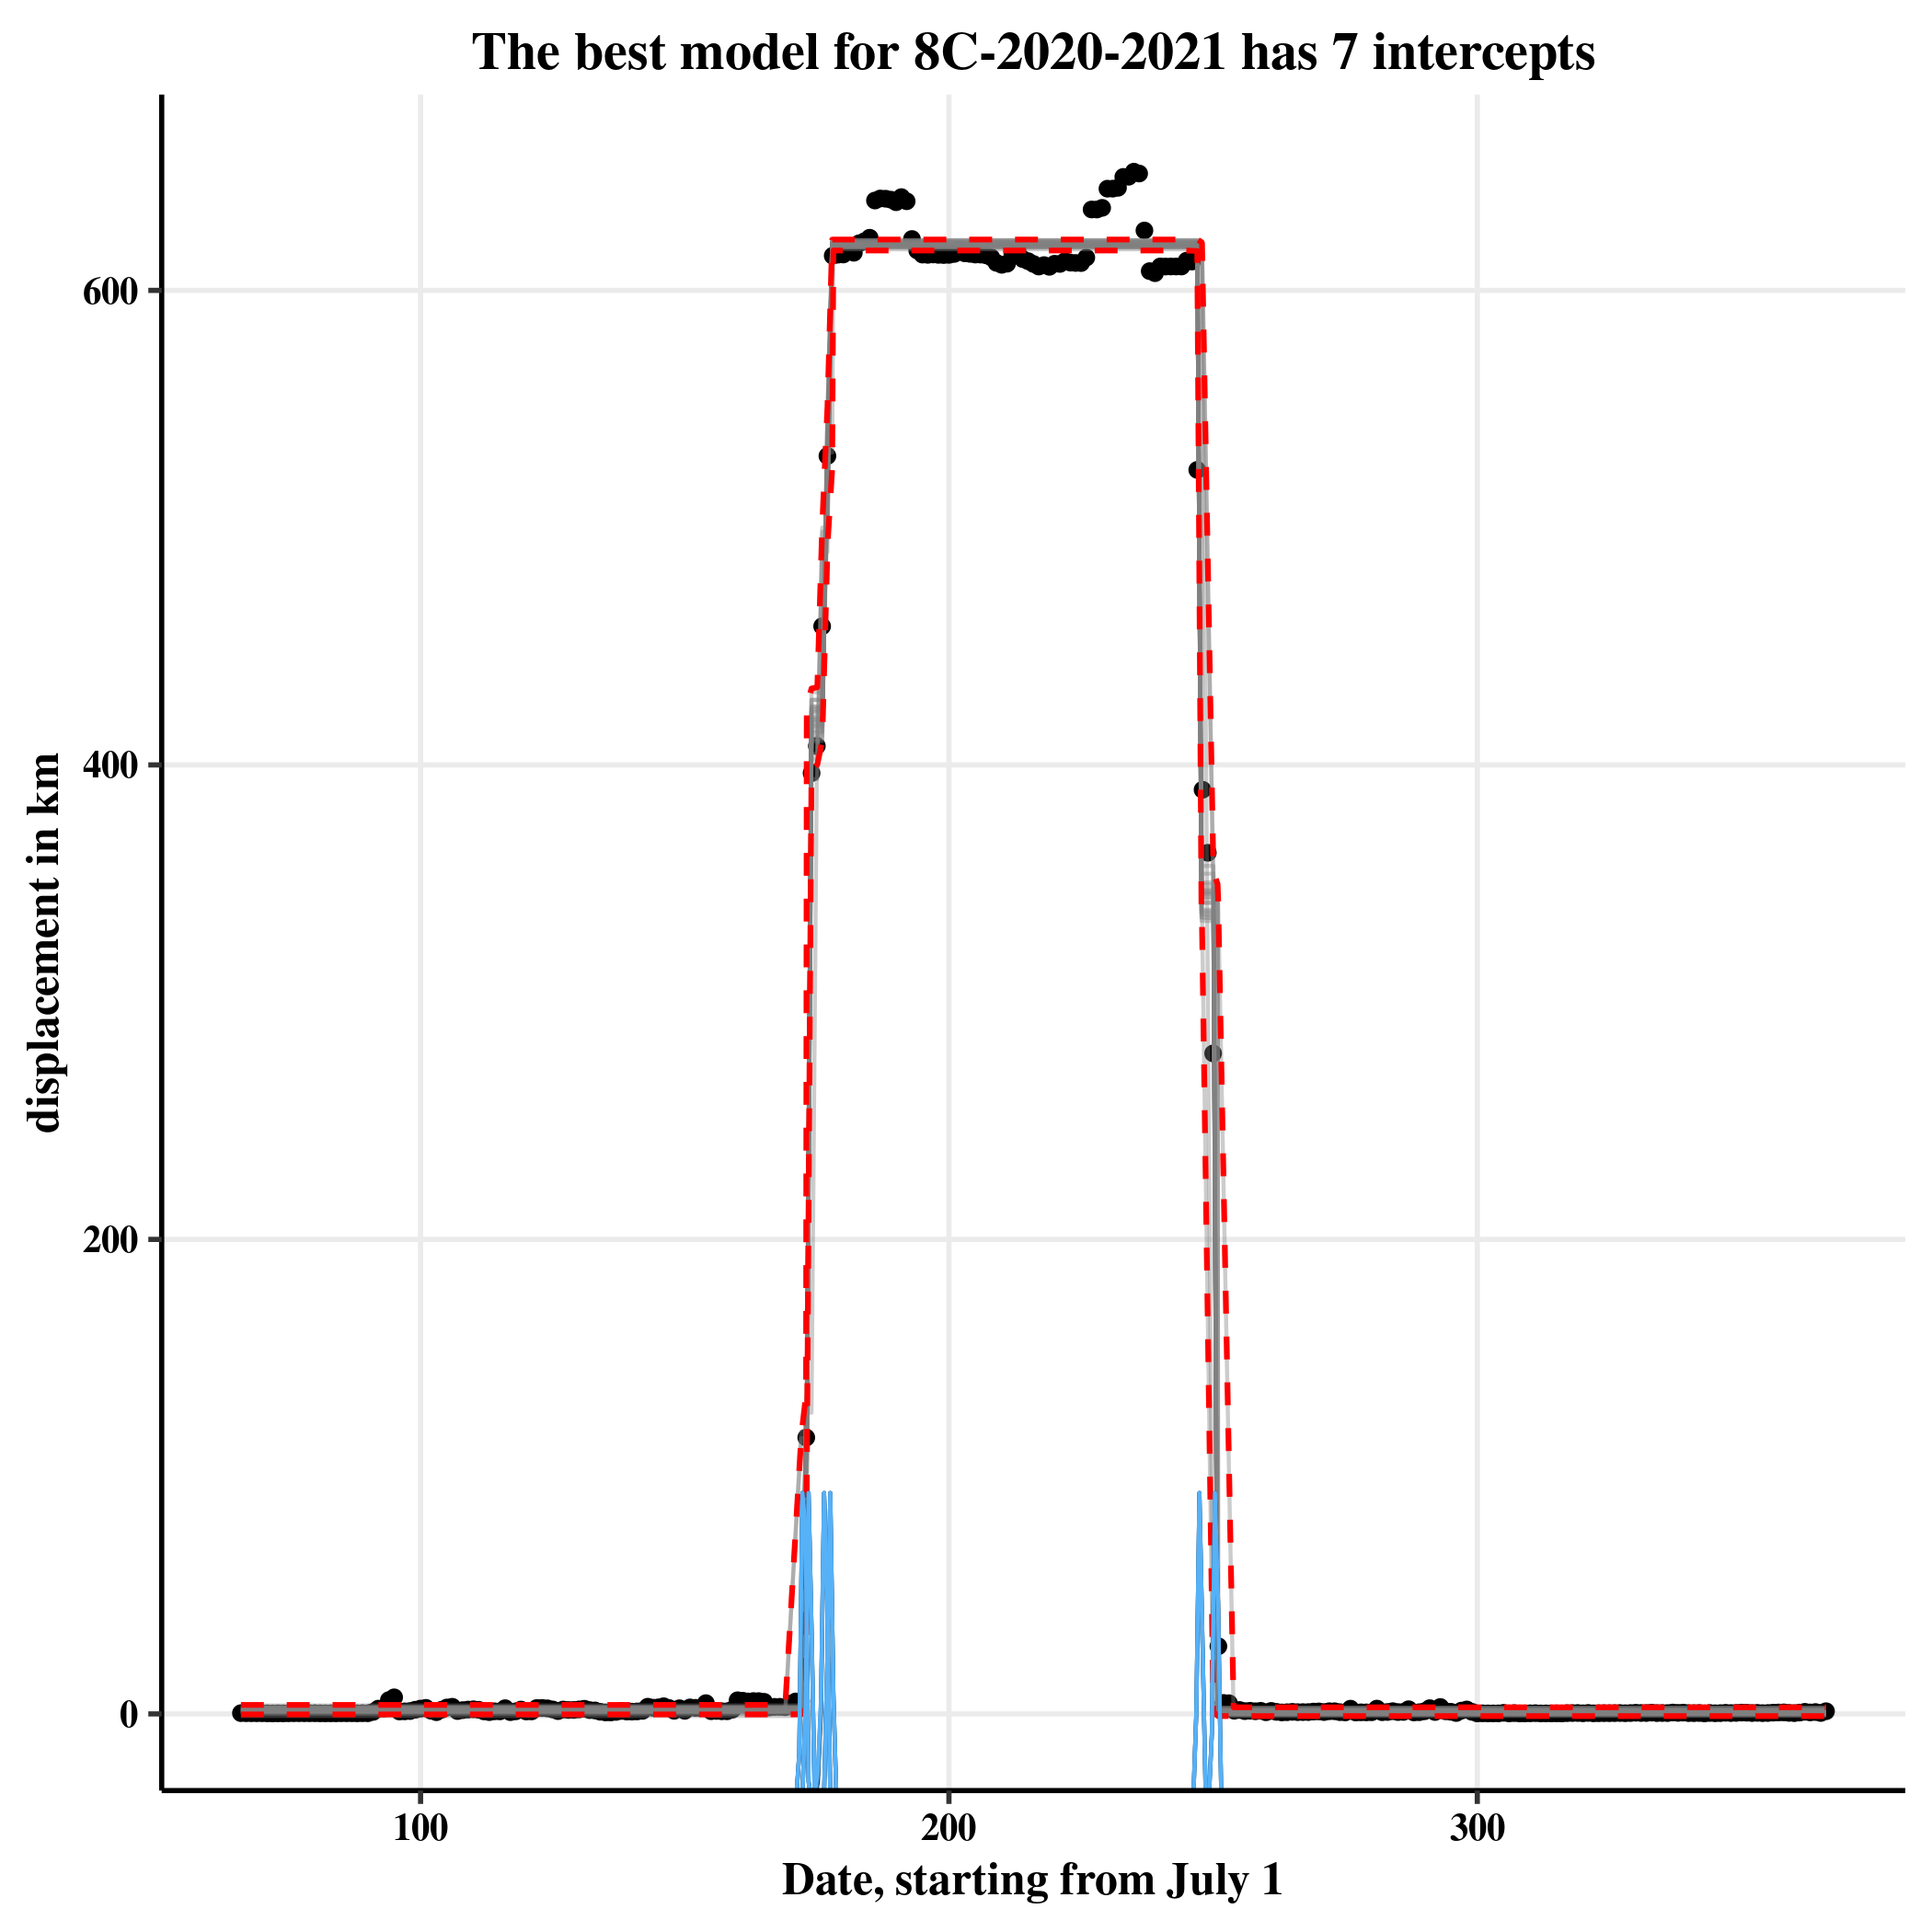 The best model for 8C-2020-2021 has 7 intercepts
displacement in km
600
400
200
0
100 200 300
Date, starting from July 1